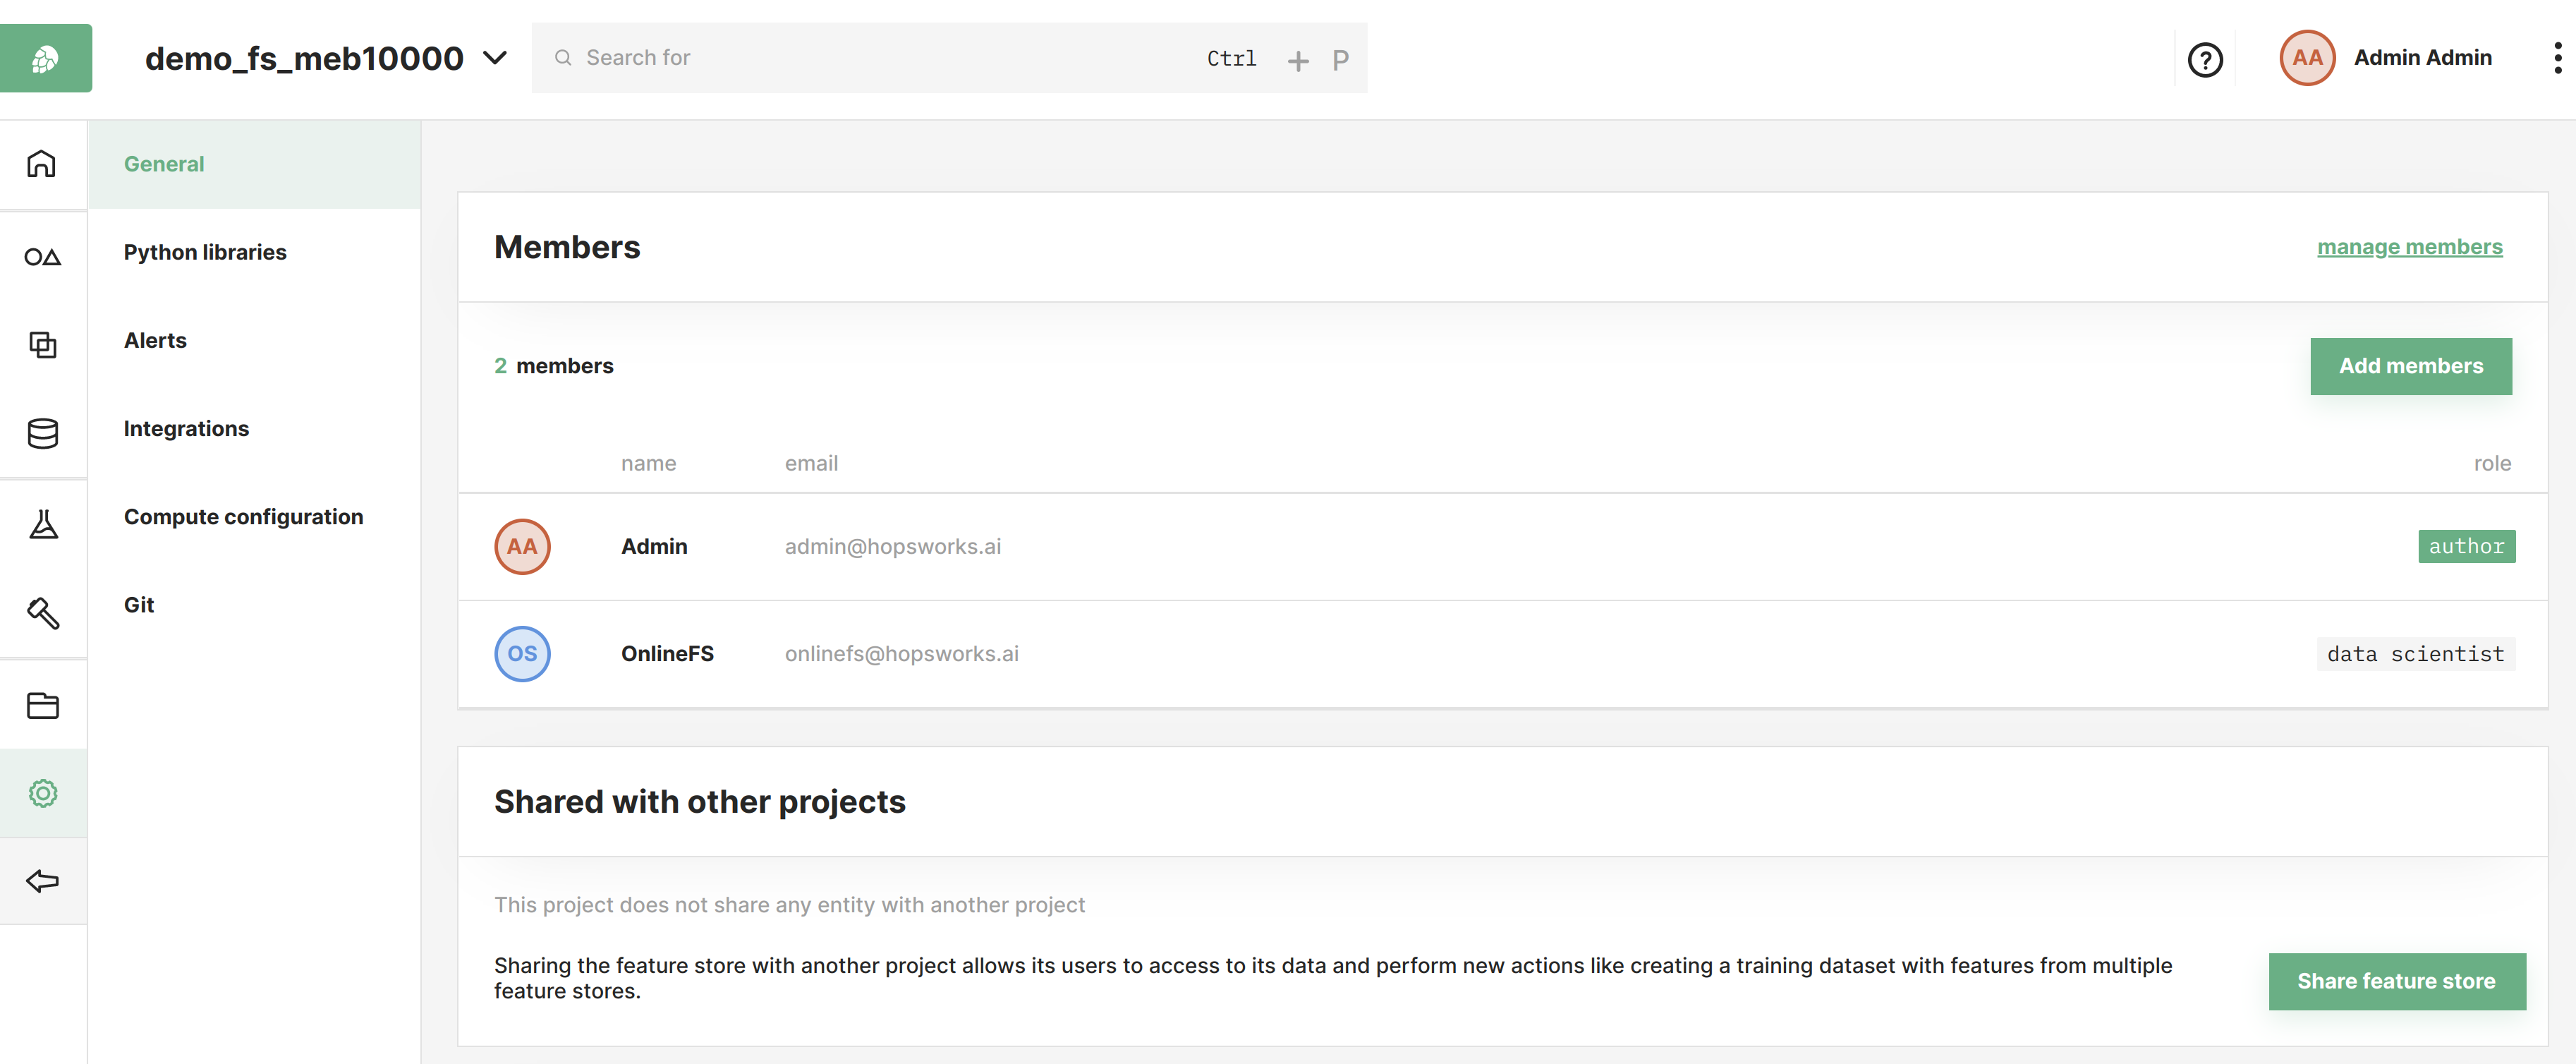 demo_fs_meb10000
Search for
Ctrl + P
AA
Admin Admin
General
Python libraries
Alerts
Integrations
Compute configuration
Git
Members
manage members
2 members
Add members
name email role
AA Admin admin@hopsworks.ai author
OS OnlineFS onlinefs@hopsworks.ai data scientist
Shared with other projects
This project does not share any entity with another project
Sharing the feature store with another project allows its users to access to its data and perform new actions like creating a training dataset with features from multiple
feature stores.
Share feature store